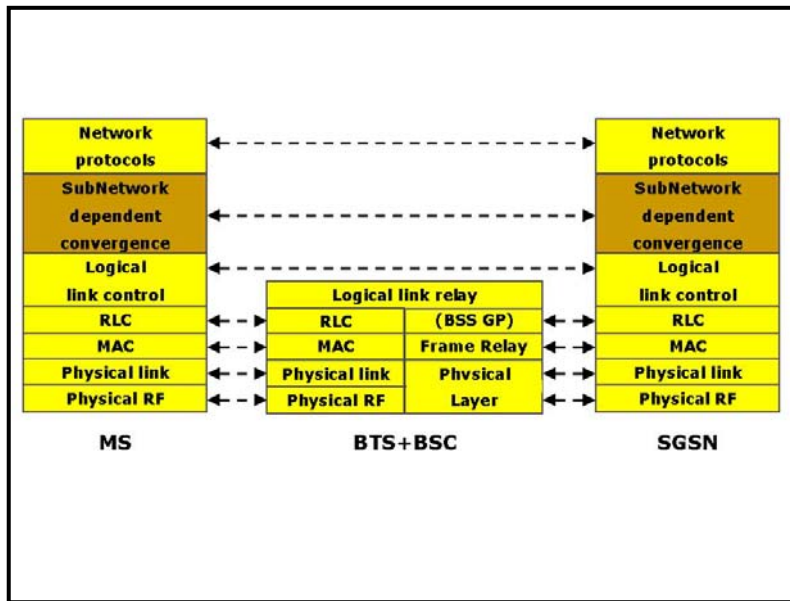 Network
protocols
SubNetwork
dependent
convergence
Logical
link control
RLC
MAC
Physical link
Physical RF
MS
Logical link relay
RLC
(BSS GP)
MAC
Frame Relay
Physical link
Phvsical
Physical RF
Layer
BTS+BSC
Network
protocols
SubNetwork
dependent
convergence
Logical
link control
RLC
MAC
Physical link
Physical RF
SGSN